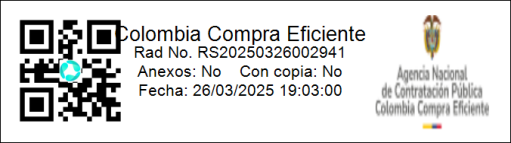 Colombia Compra Eficiente
Rad No. RS20250326002941
Anexos: No Con copia: No
Fecha: 26/03/2025 19:03:00
Agencia Nacional
de Contratación Pública
Colombia Compra Eficiente